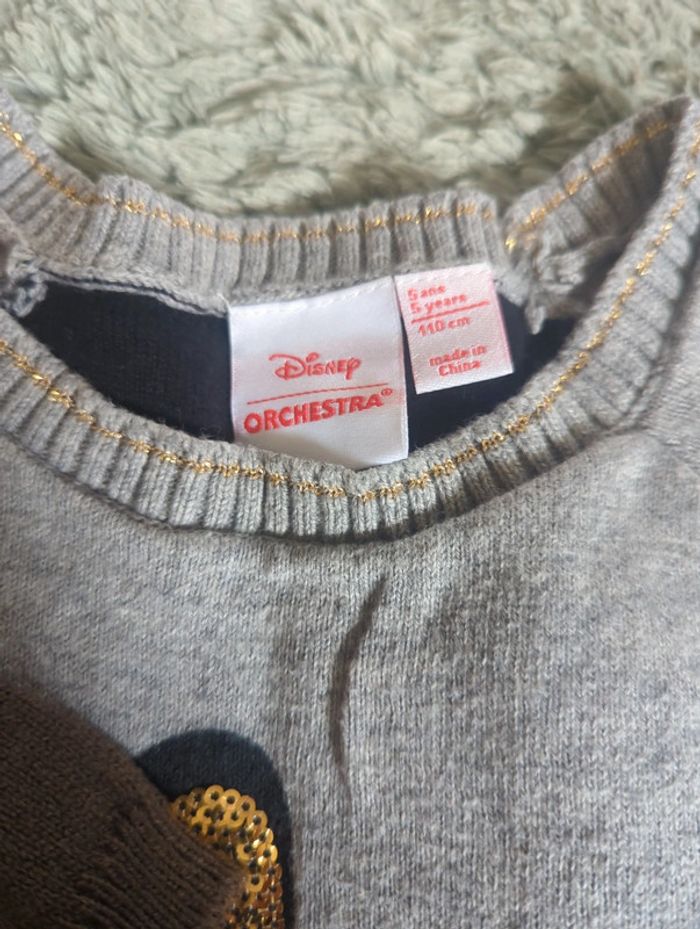 Disney
ORCHESTRA®
5 ans
5 years
110 cm
made in
China